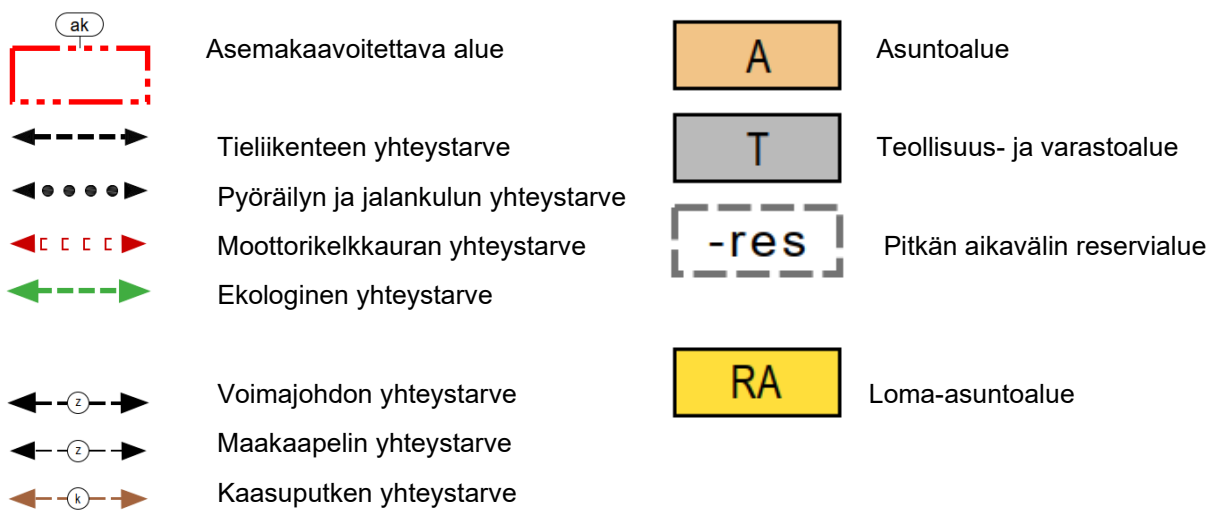 ak
Asemakaavoitettava alue
Tieliikenteen yhteystarve
Pyöräilyn ja jalankulun yhteystarve
Moottorikelkkauran yhteystarve
Ekologinen yhteystarve
z
Voimajohdon yhteystarve
z
Maakaapelin yhteystarve
k
Kaasuputken yhteystarve
A
Asuntoalue
T
Teollisuus- ja varastoalue
-res
Pitkän aikavälin reservialue
RA
Loma-asuntoalue